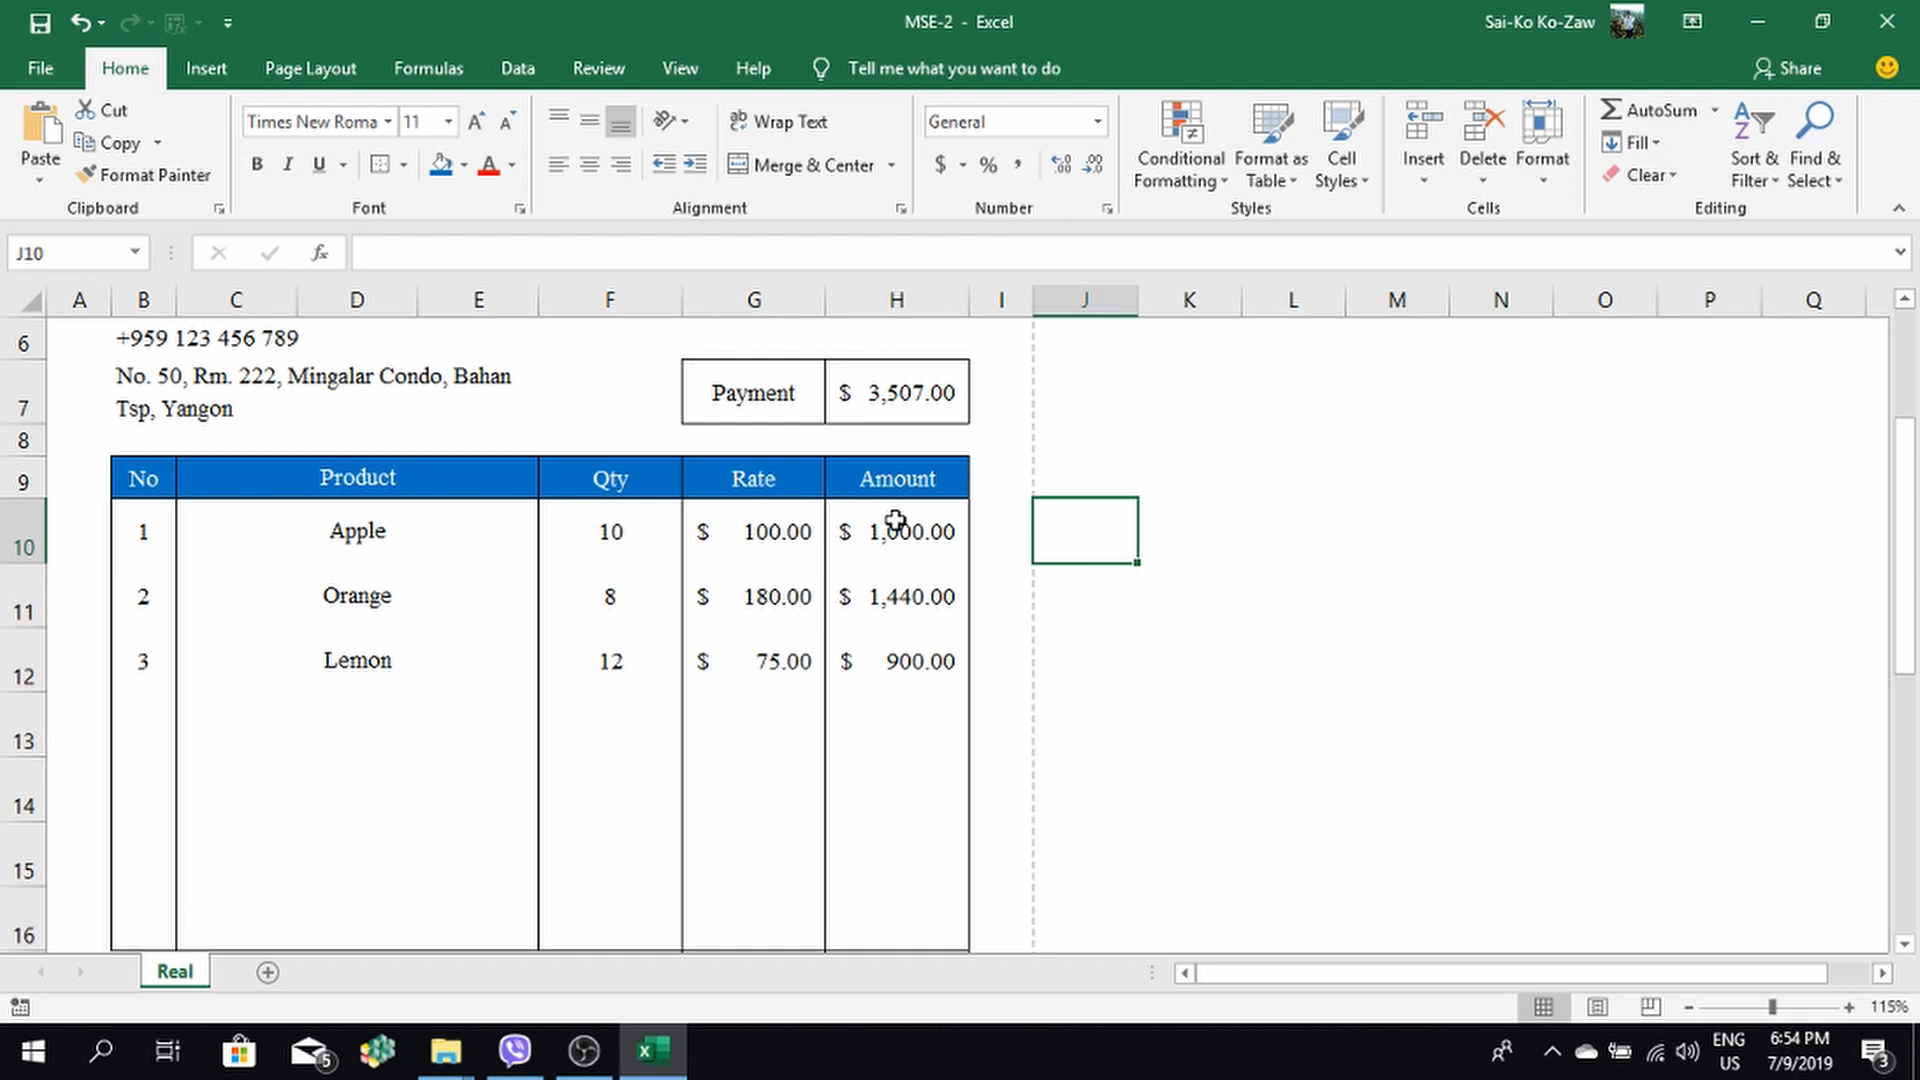 MSE-2 - Excel
Sai-Ko Ko-Zaw
File Home Insert Page Layout Formulas Data Review View Help Tell me what you want to do Share
Cut
Copy
Format Painter
Paste
Clipboard
Times New Roma 11
B I U A
Font
Wrap Text
Merge & Center
Alignment
General
$ % ,
Number
Conditional Formatting
Format as Table
Cell Styles
Styles
Insert Delete Format
Cells
AutoSum
Fill
Clear
Sort & Filter
Find & Select
Editing
J10 fx
A B C D E F G H I J K L M N O P Q
6 +959 123 456 789
7 No. 50, Rm. 222, Mingalar Condo, Bahan
Tsp, Yangon
Payment $ 3,507.00
8
9 No Product Qty Rate Amount
10 1 Apple 10 $ 100.00 $ 1,000.00
11 2 Orange 8 $ 180.00 $ 1,440.00
12 3 Lemon 12 $ 75.00 $ 900.00
13
14
15
16
Real
115%
5
ENG
US
6:54 PM
7/9/2019
3